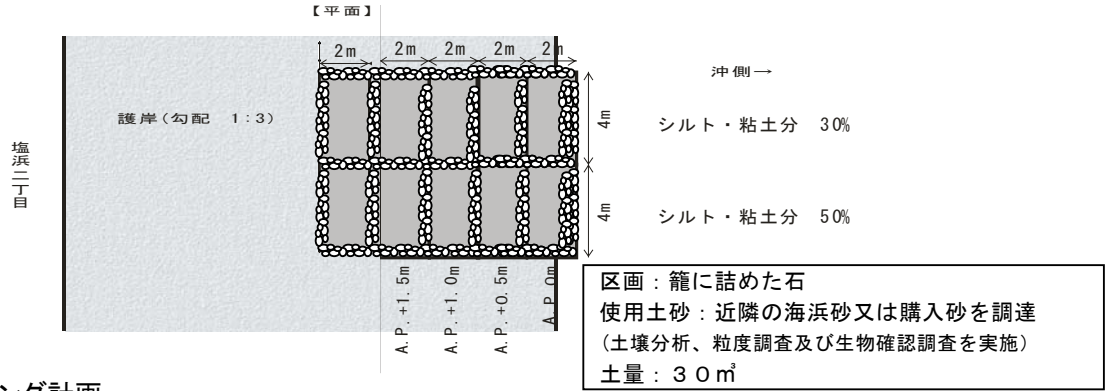 【平面】
2m 2m 2m 2m 2m
沖側→
護岸(勾配 1:3)
4m
シルト・粘土分 30%
塩浜二丁目
4m
シルト・粘土分 50%
A.P.+1.5m
A.P.+1.0m
A.P.+0.5m
A.P.0m
区画：籠に詰めた石
使用土砂：近隣の海浜砂又は購入砂を調達
(土壌分析、粒度調査及び生物確認調査を実施)
土量：３０㎥
ング計画